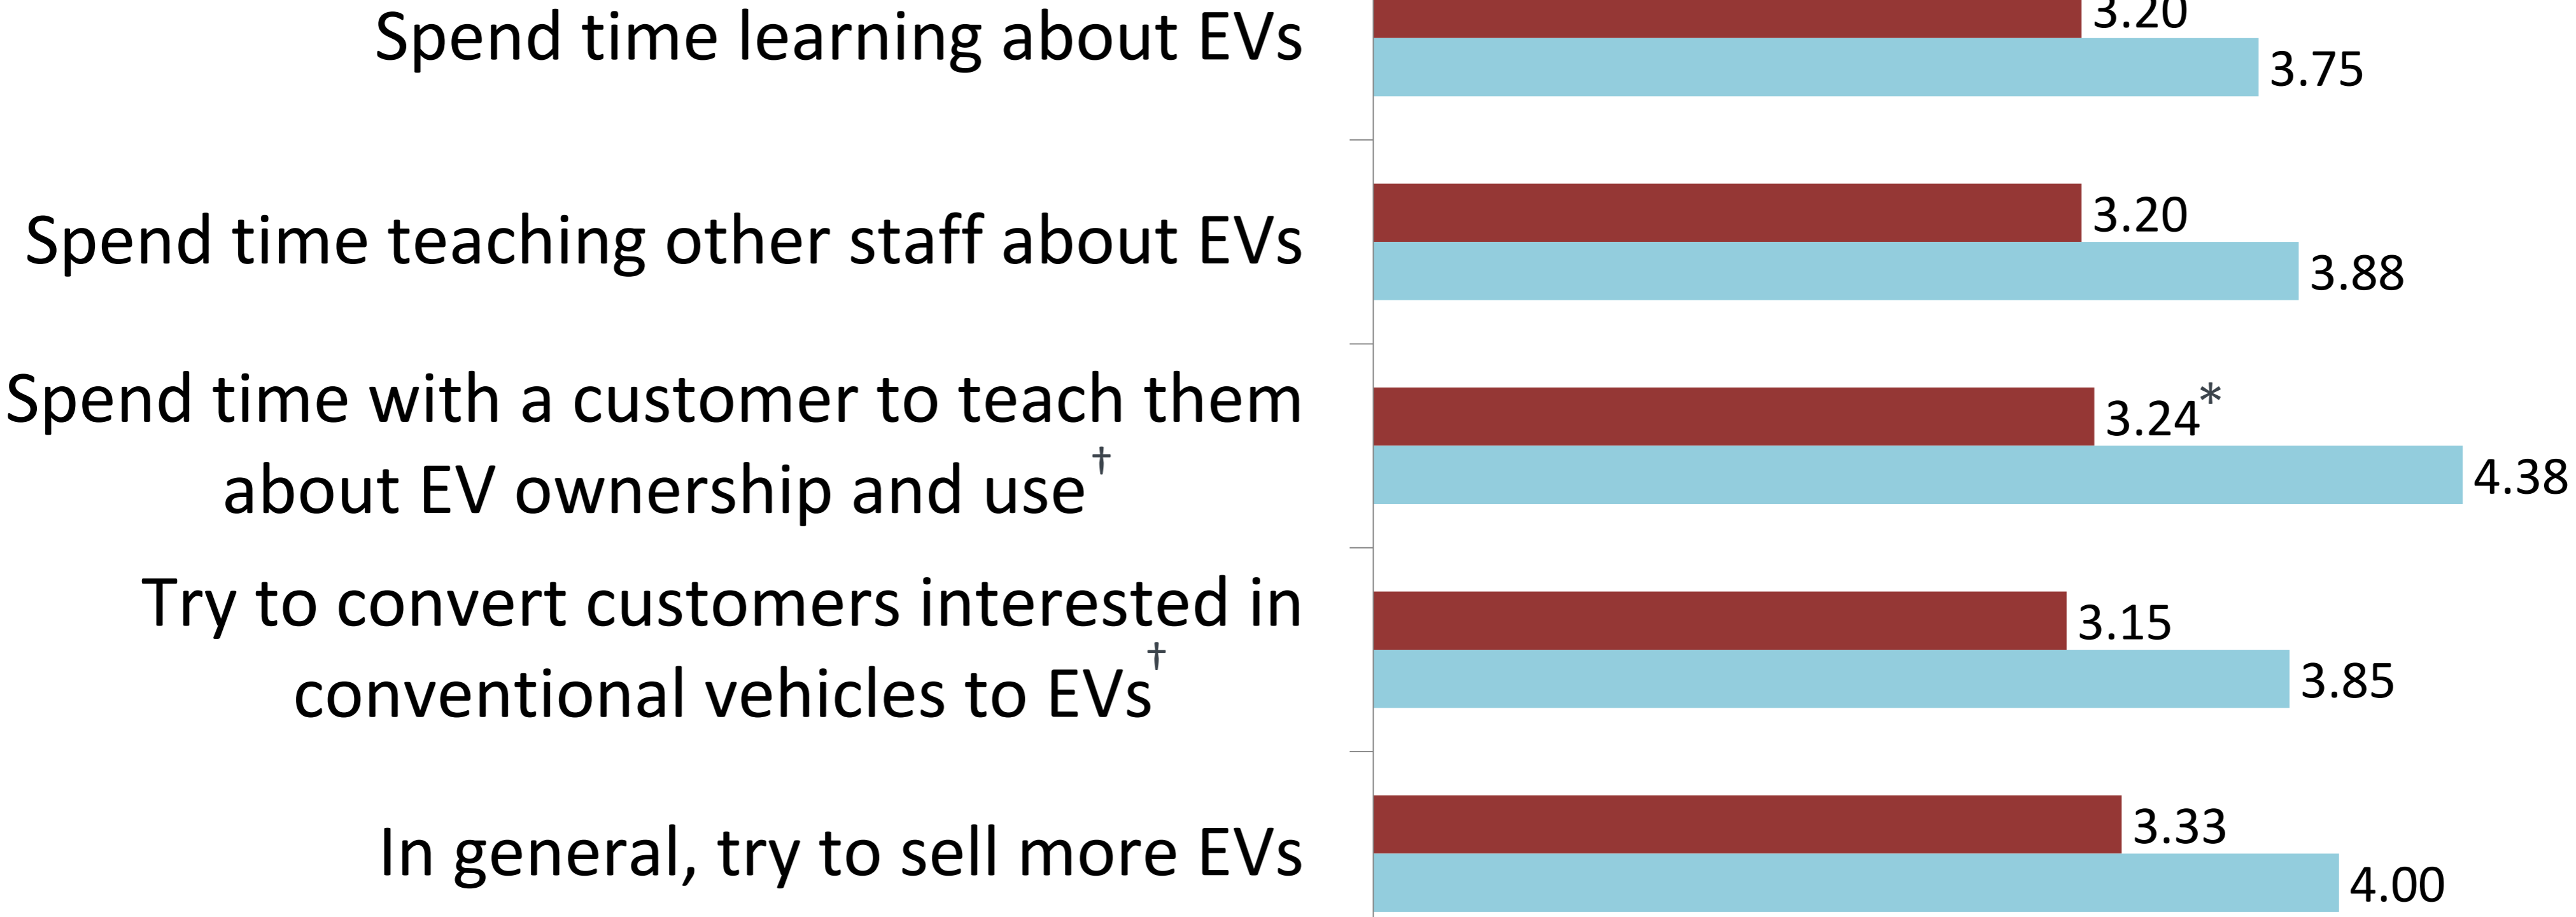 Spend time learning about EVs
3.20
3.75
Spend time teaching other staff about EVs
3.20
3.88
Spend time with a customer to teach them
about EV ownership and use†
3.24*
4.38
Try to convert customers interested in
conventional vehicles to EVs†
3.15
3.85
In general, try to sell more EVs
3.33
4.00